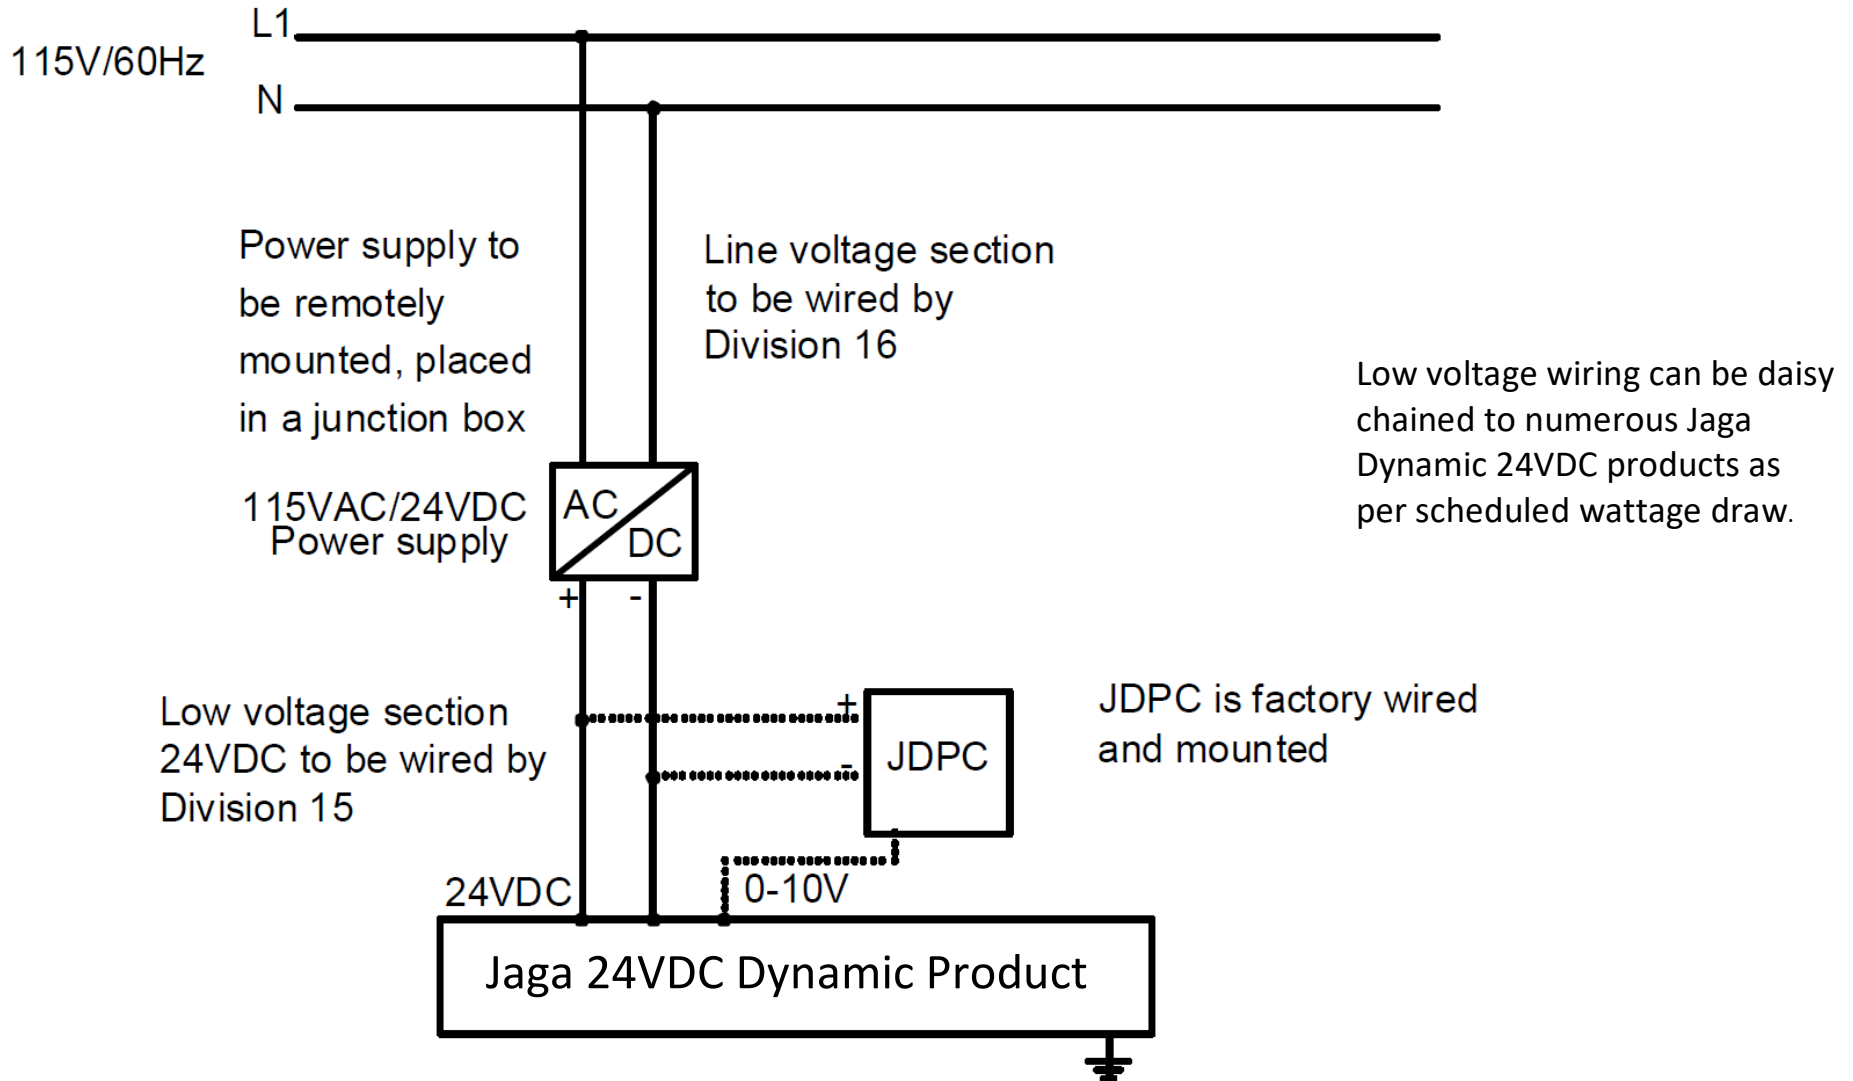 L1
115V/60Hz
N
Power supply to
be remotely
mounted, placed
in a junction box
Line voltage section
to be wired by
Division 16
Low voltage wiring can be daisy
chained to numerous Jaga
Dynamic 24VDC products as
per scheduled wattage draw.
115VAC/24VDC
Power supply
AC
DC
+ -
Low voltage section
24VDC to be wired by
Division 15
+
-
JDPC
JDPC is factory wired
and mounted
24VDC
0-10V
Jaga 24VDC Dynamic Product